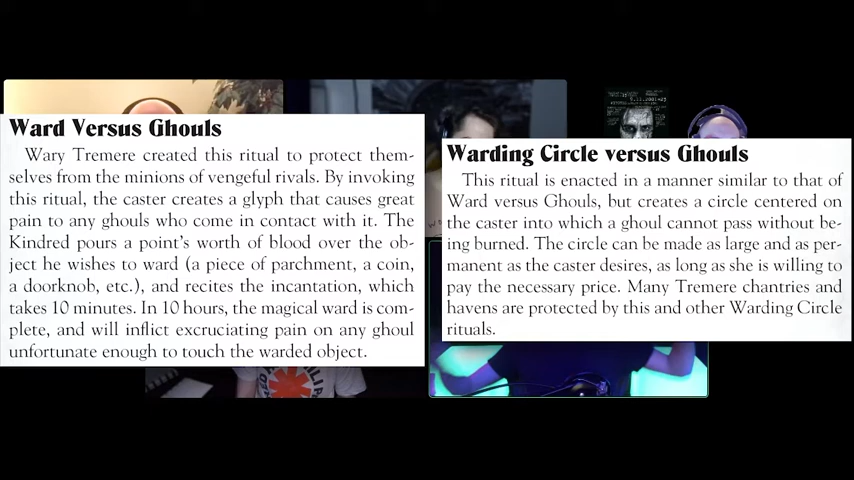 Ward Versus Ghouls
Wary Tremere created this ritual to protect them-
selves from the minions of vengeful rivals. By invoking
this ritual, the caster creates a glyph that causes great
pain to any ghouls who come in contact with it. The
Kindred pours a point's worth of blood over the ob-
ject he wishes to ward (a piece of parchment, a coin,
a doorknob, etc.), and recites the incantation, which
takes 10 minutes. In 10 hours, the magical ward is com-
plete, and will inflict excruciating pain on any ghoul
unfortunate enough to touch the warded object.
Warding Circle versus Ghouls
This ritual is enacted in a manner similar to that of
Ward versus Ghouls, but creates a circle centered on
the caster into which a ghoul cannot pass without be-
ing burned. The circle can be made as large and as per-
manent as the caster desires, as long as she is willing to
pay the necessary price. Many Tremere chantries and
havens are protected by this and other Warding Circle
rituals.